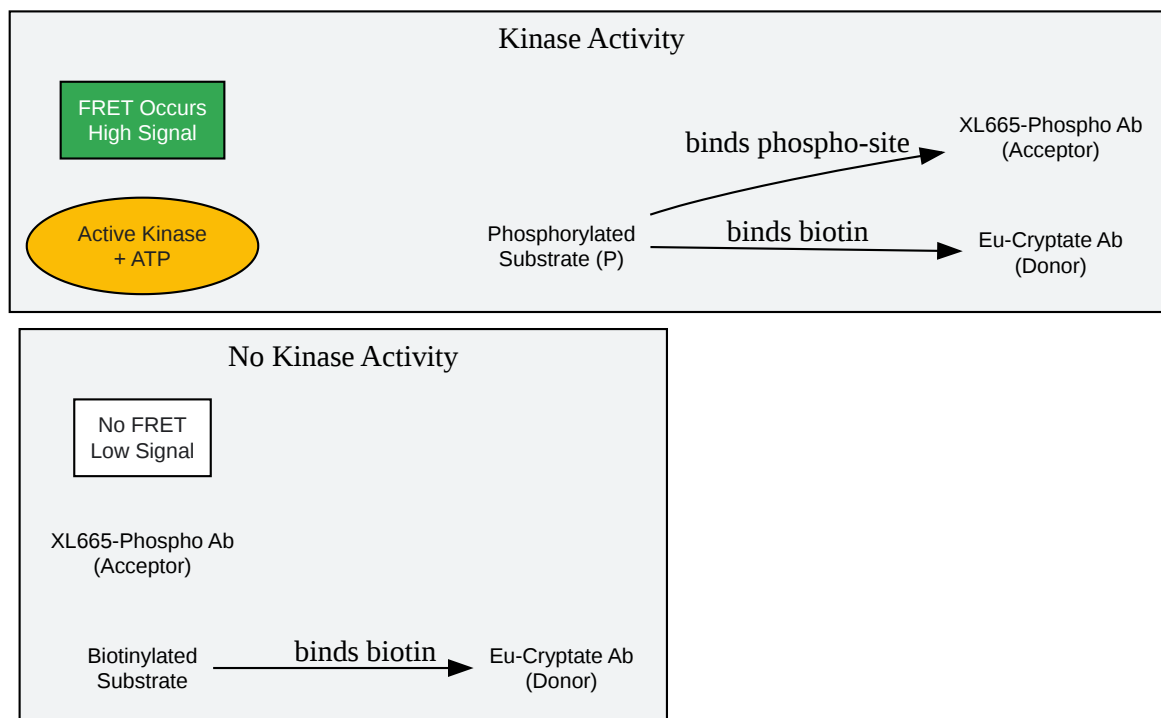 Kinase Activity
FRET Occurs
High Signal
XL665-Phospho Ab
(Acceptor)
binds phospho-site
Active Kinase
+ ATP
Phosphorylated
Substrate (P)
binds biotin
Eu-Cryptate Ab
(Donor)
No Kinase Activity
No FRET
Low Signal
XL665-Phospho Ab
(Acceptor)
Biotinylated
Substrate
binds biotin
Eu-Cryptate Ab
(Donor)